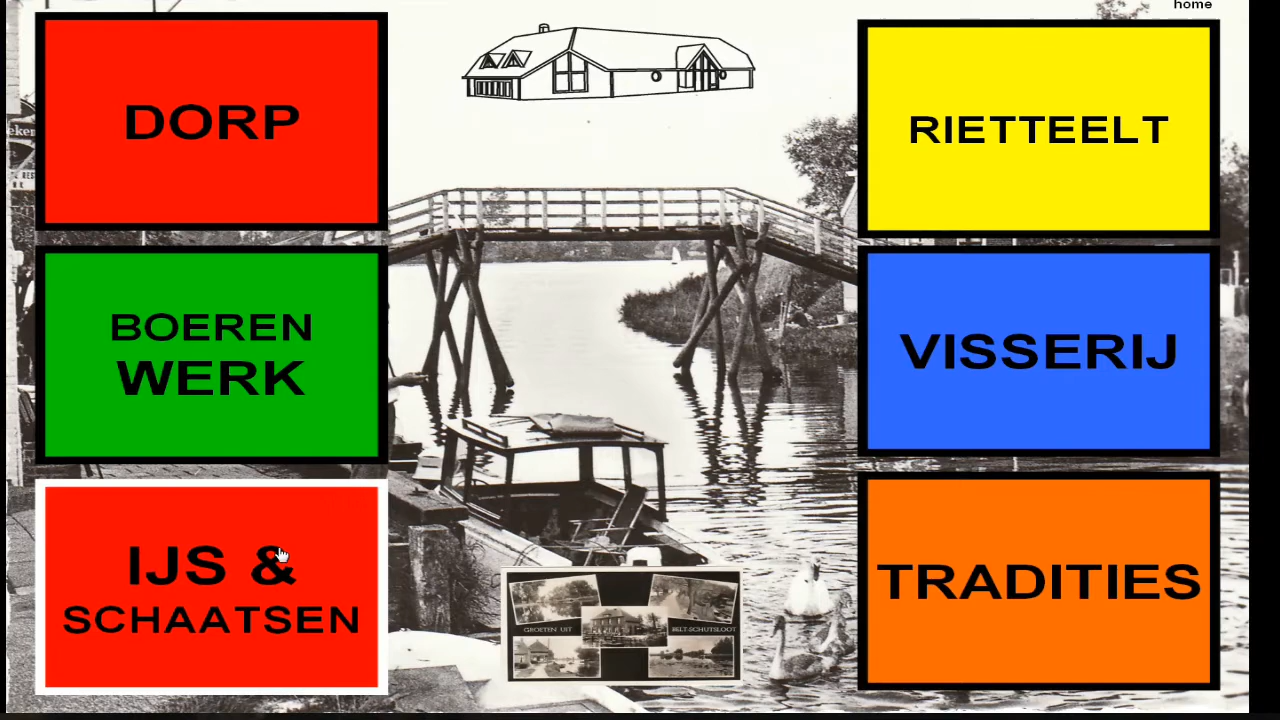 home
DORP
RIETTEELT
BOEREN
WERK
VISSERIJ
IJS &
SCHAATSEN
TRADITIES
GROETEN UIT BELT-SCHUTSLOOT